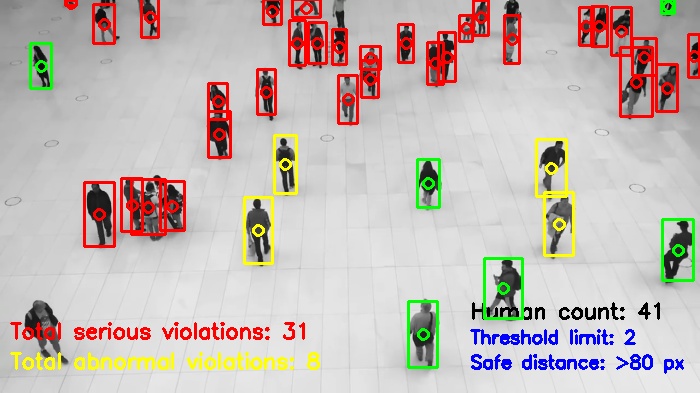 Human count: 41
Total serious violations: 31
Threshold limit: 2
Total abnormal violations: 8
Safe distance: >80 px